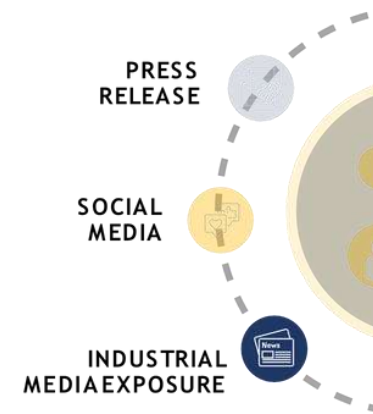 PRESS
RELEASE
SOCIAL
MEDIA
News
INDUSTRIAL
MEDIAEXPOSURE